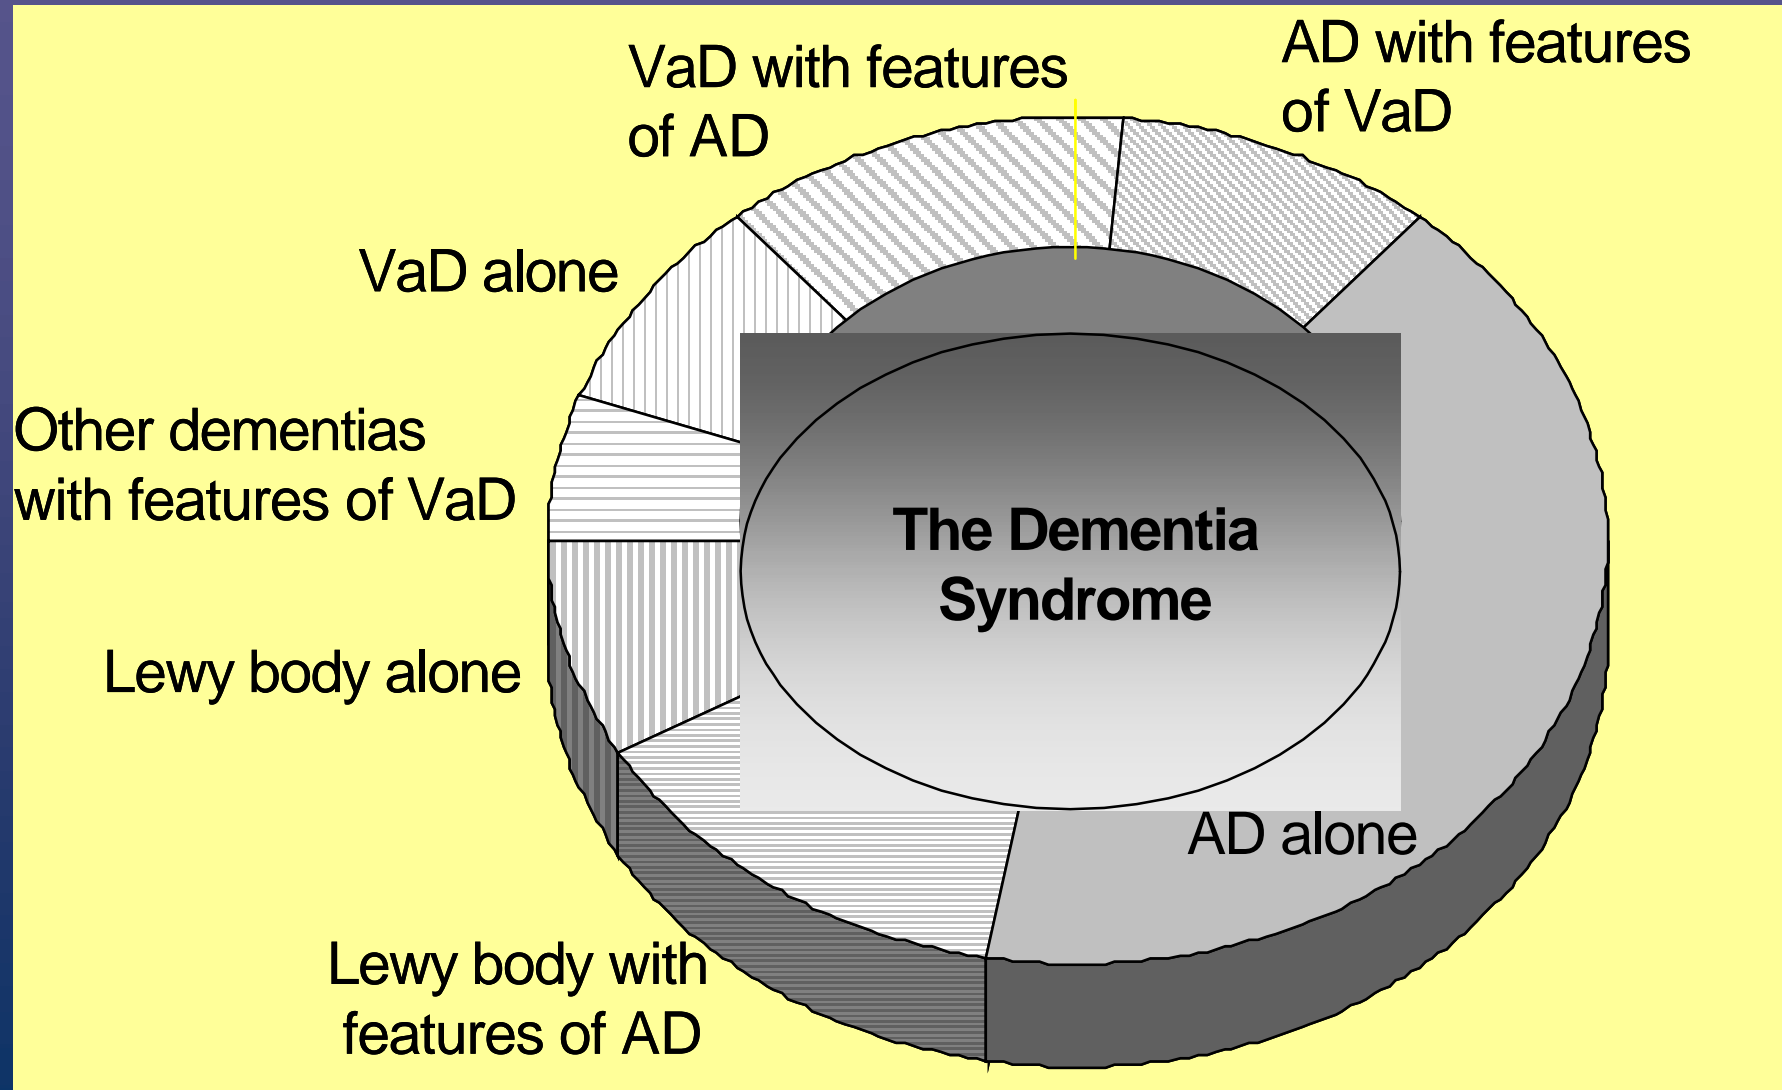 VaD with features
of AD
AD with features
of VaD
VaD alone
Other dementias
with features of VaD
The Dementia
Syndrome
Lewy body alone
AD alone
Lewy body with
features of AD